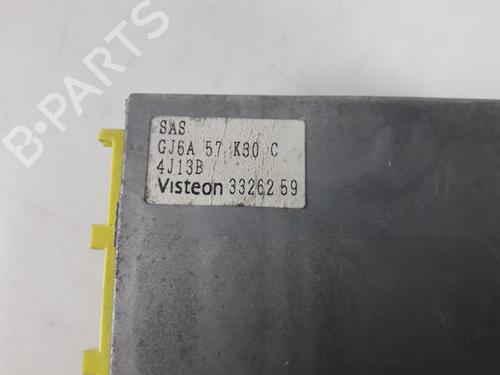 B-PARTS
SAS
GJ6A 57 K30 C
4J13B
Visteon 3326259